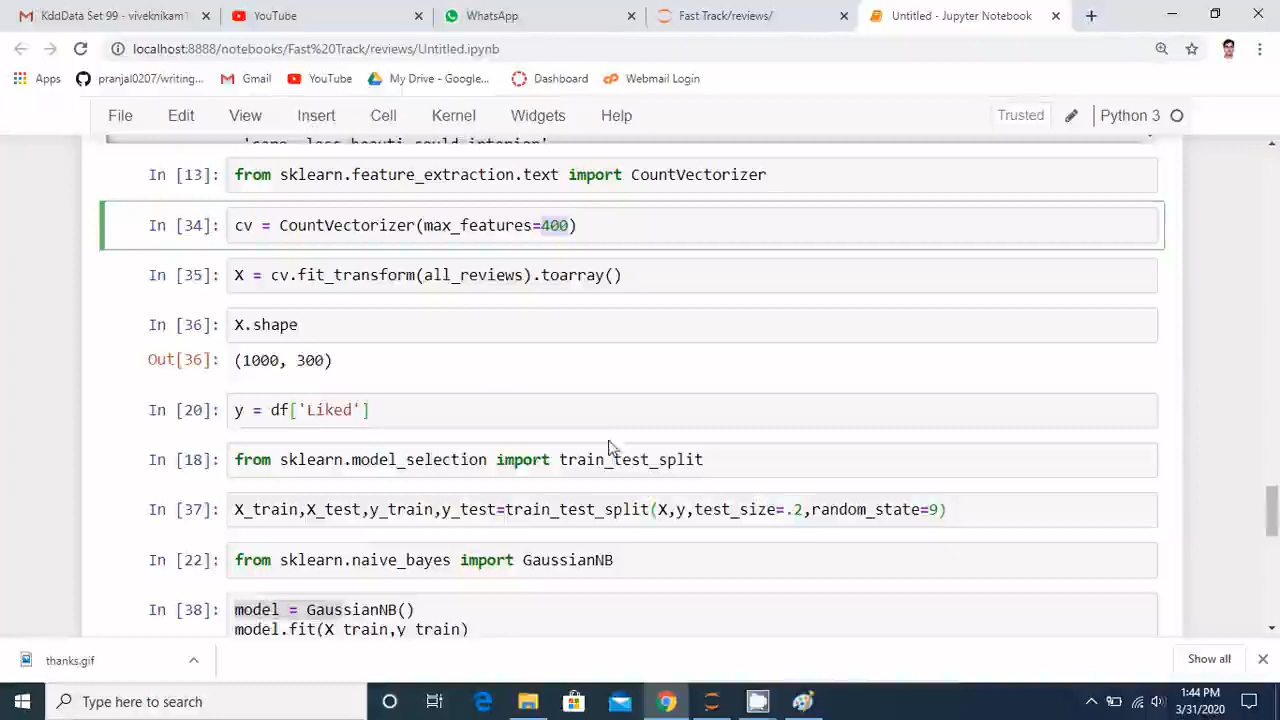 KddData Set 99 - viveknikam
YouTube
WhatsApp
Fast Track/reviews/
Untitled - Jupyter Notebook
localhost:8888/notebooks/Fast%20Track/reviews/Untitled.ipynb
Apps
pranjal0207/writing...
Gmail
YouTube
My Drive - Google...
Dashboard
Webmail Login
File Edit View Insert Cell Kernel Widgets Help
Trusted
Python 3
In [13]: from sklearn.feature_extraction.text import CountVectorizer
In [34]: cv = CountVectorizer(max_features=400)
In [35]: X = cv.fit_transform(all_reviews).toarray()
In [36]: X.shape
Out[36]: (1000, 300)
In [20]: y = df['Liked']
In [18]: from sklearn.model_selection import train_test_split
In [37]: X_train,X_test,y_train,y_test=train_test_split(X,y,test_size=.2,random_state=9)
In [22]: from sklearn.naive_bayes import GaussianNB
In [38]: model = GaussianNB()
model.fit(X_train,y_train)
thanks.gif
Show all
Type here to search
1:44 PM
3/31/2020